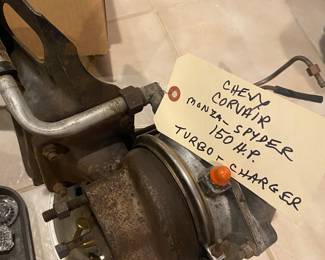 CHEVY
CORVAIR
MONZA-SPYDER
150 H.P.
TURBO-CHARGER